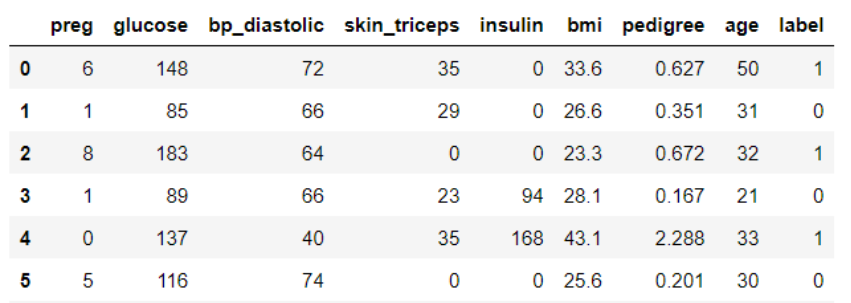 preg glucose bp_diastolic skin_triceps insulin bmi pedigree age label
0 6 148 72 35 0 33.6 0.627 50 1
1 1 85 66 29 0 26.6 0.351 31 0
2 8 183 64 0 0 23.3 0.672 32 1
3 1 89 66 23 94 28.1 0.167 21 0
4 0 137 40 35 168 43.1 2.288 33 1
5 5 116 74 0 0 25.6 0.201 30 0